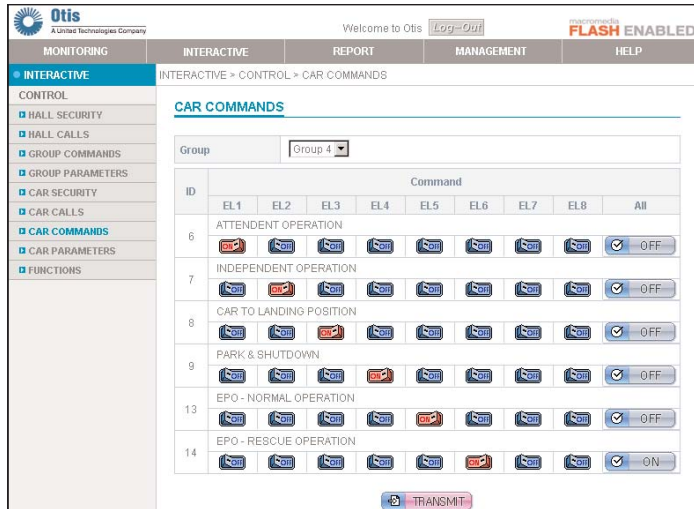 Otis
A United Technologies Company
Welcome to Otis Log-Out
macromedia
FLASH ENABLED
MONITORING INTERACTIVE REPORT MANAGEMENT HELP
INTERACTIVE
INTERACTIVE > CONTROL > CAR COMMANDS
CONTROL
HALL SECURITY
HALL CALLS
GROUP COMMANDS
GROUP PARAMETERS
CAR SECURITY
CAR CALLS
CAR COMMANDS
CAR PARAMETERS
FUNCTIONS
CAR COMMANDS
Group Group 4
ID Command
EL1 EL2 EL3 EL4 EL5 EL6 EL7 EL8 All
6 ATTENDENT OPERATION
ON OFF OFF OFF OFF OFF OFF OFF OFF
7 INDEPENDENT OPERATION
OFF ON OFF OFF OFF OFF OFF OFF OFF
8 CAR TO LANDING POSITION
OFF OFF ON OFF OFF OFF OFF OFF OFF
9 PARK & SHUTDOWN
OFF OFF OFF ON OFF OFF OFF OFF OFF
13 EPO - NORMAL OPERATION
OFF OFF OFF OFF ON OFF OFF OFF OFF
14 EPO - RESCUE OPERATION
OFF OFF OFF OFF OFF ON OFF OFF ON
TRANSMIT